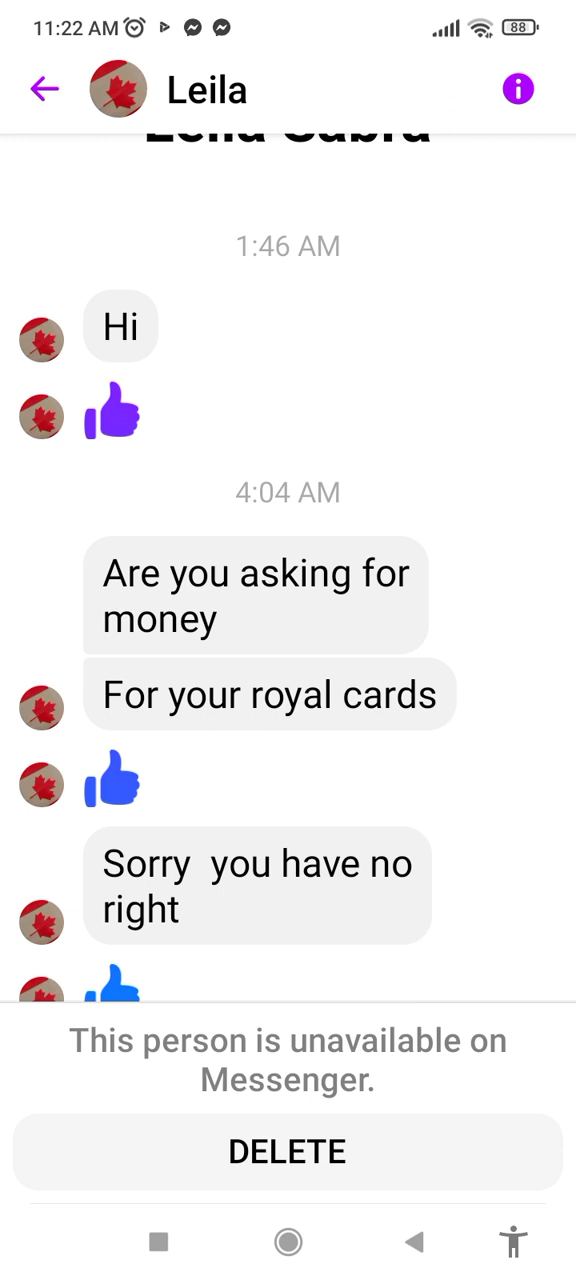 11:22 AM
88
Leila
1:46 AM
Hi
4:04 AM
Are you asking for
money
For your royal cards
Sorry you have no
right
This person is unavailable on
Messenger.
DELETE